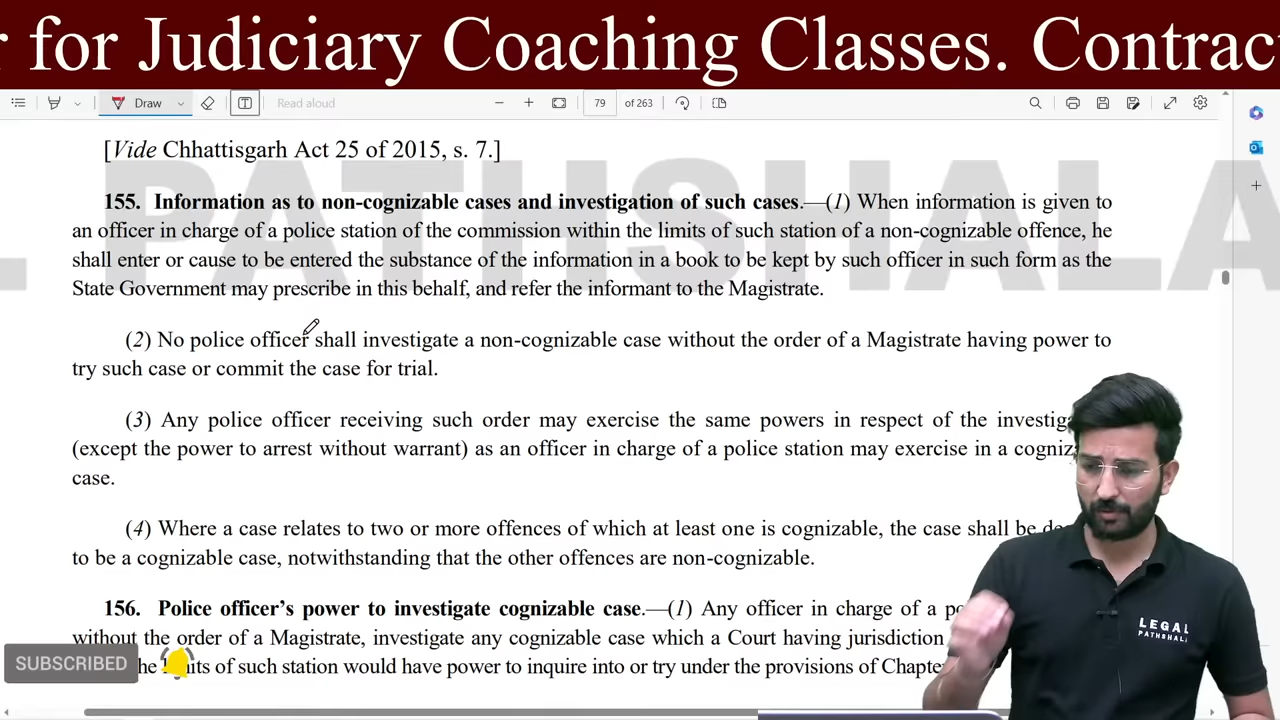 r for Judiciary Coaching Classes. Contrac
Draw
Read aloud
79 of 263
[Vide Chhattisgarh Act 25 of 2015, s. 7.]
PATHSHALA
155. Information as to non-cognizable cases and investigation of such cases.—(1) When information is given to
an officer in charge of a police station of the commission within the limits of such station of a non-cognizable offence, he
shall enter or cause to be entered the substance of the information in a book to be kept by such officer in such form as the
State Government may prescribe in this behalf, and refer the informant to the Magistrate.
(2) No police officer shall investigate a non-cognizable case without the order of a Magistrate having power to
try such case or commit the case for trial.
(3) Any police officer receiving such order may exercise the same powers in respect of the investig
(except the power to arrest without warrant) as an officer in charge of a police station may exercise in a cogniz
case.
(4) Where a case relates to two or more offences of which at least one is cognizable, the case shall be de
to be a cognizable case, notwithstanding that the other offences are non-cognizable.
156. Police officer's power to investigate cognizable case.—(1) Any officer in charge of a po
without the order of a Magistrate, investigate any cognizable case which a Court having jurisdiction
of such station would have power to inquire into or try under the provisions of Chapte
SUBSCRIBED
LEGAL
PATHSHALA